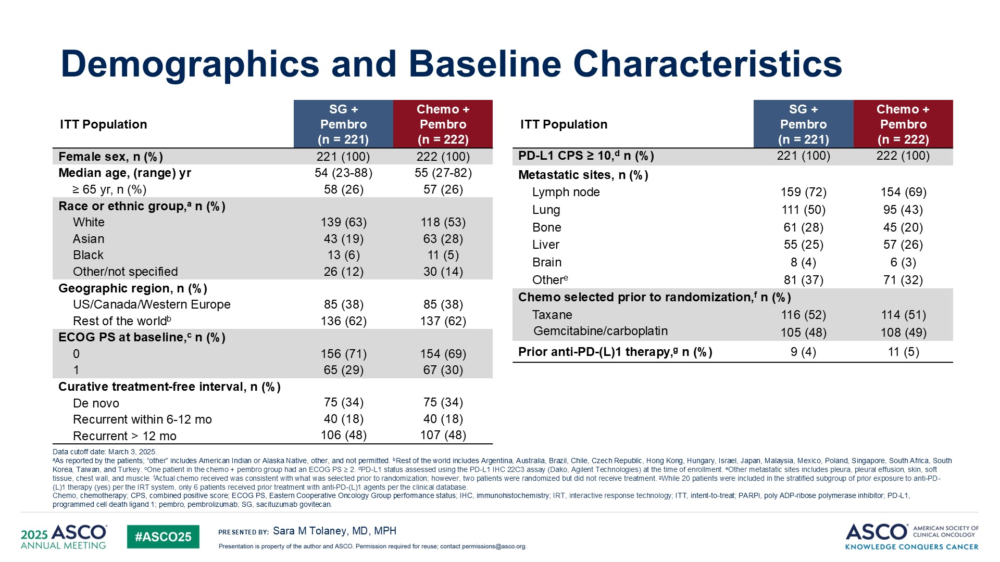 Demographics and Baseline Characteristics
ITT Population SG + Pembro (n = 221) Chemo + Pembro (n = 222)
Female sex, n (%) 221 (100) 222 (100)
Median age, (range) yr 54 (23-88) 55 (27-82)
≥ 65 yr, n (%) 58 (26) 57 (26)
Race or ethnic group,ᵃ n (%)
White 139 (63) 118 (53)
Asian 43 (19) 63 (28)
Black 13 (6) 11 (5)
Other/not specified 26 (12) 30 (14)
Geographic region, n (%)
US/Canada/Western Europe 85 (38) 85 (38)
Rest of the worldᵇ 136 (62) 137 (62)
ECOG PS at baseline,ᶜ n (%)
0 156 (71) 154 (69)
1 65 (29) 67 (30)
Curative treatment-free interval, n (%)
De novo 75 (34) 75 (34)
Recurrent within 6-12 mo 40 (18) 40 (18)
Recurrent > 12 mo 106 (48) 107 (48)
ITT Population SG + Pembro (n = 221) Chemo + Pembro (n = 222)
PD-L1 CPS ≥ 10,ᵈ n (%) 221 (100) 222 (100)
Metastatic sites, n (%)
Lymph node 159 (72) 154 (69)
Lung 111 (50) 95 (43)
Bone 61 (28) 45 (20)
Liver 55 (25) 57 (26)
Brain 8 (4) 6 (3)
Otherᵉ 81 (37) 71 (32)
Chemo selected prior to randomization,ᶠ n (%)
Taxane 116 (52) 114 (51)
Gemcitabine/carboplatin 105 (48) 108 (49)
Prior anti-PD-(L)1 therapy,ᵍ n (%) 9 (4) 11 (5)
Data cutoff date: March 3, 2025.
ᵃAs reported by the patients; “other” includes American Indian or Alaska Native, other, and not permitted. ᵇRest of the world includes Argentina, Australia, Brazil, Chile, Czech Republic, Hong Kong, Hungary, Israel, Japan, Malaysia, Mexico, Poland, Singapore, South Africa, South
Korea, Taiwan, and Turkey. ᶜOne patient in the chemo + pembro group had an ECOG PS ≥ 2. ᵈPD-L1 status assessed using the PD-L1 IHC 22C3 assay (Dako, Agilent Technologies) at the time of enrollment. ᵉOther metastatic sites includes pleura, pleural effusion, skin, soft
tissue, chest wall, and muscle. ᶠActual chemo received was consistent with what was selected prior to randomization; however, two patients were randomized but did not receive treatment. ᵍWhile 20 patients were included in the stratified subgroup of prior exposure to anti-PD-
(L)1 therapy (yes) per the IRT system, only 6 patients received prior treatment with anti-PD-(L)1 agents per the clinical database.
Chemo, chemotherapy; CPS, combined positive score; ECOG PS, Eastern Cooperative Oncology Group performance status; IHC, immunohistochemistry; IRT, interactive response technology; ITT, intent-to-treat; PARPi, poly ADP-ribose polymerase inhibitor; PD-L1,
programmed cell death ligand 1; pembro, pembrolizumab; SG, sacituzumab govitecan.
2025 ASCO®
ANNUAL MEETING
#ASCO25
PRESENTED BY: Sara M Tolaney, MD, MPH
Presentation is property of the author and ASCO. Permission required for reuse; contact permissions@asco.org.
ASCO® AMERICAN SOCIETY OF
CLINICAL ONCOLOGY
KNOWLEDGE CONQUERS CANCER